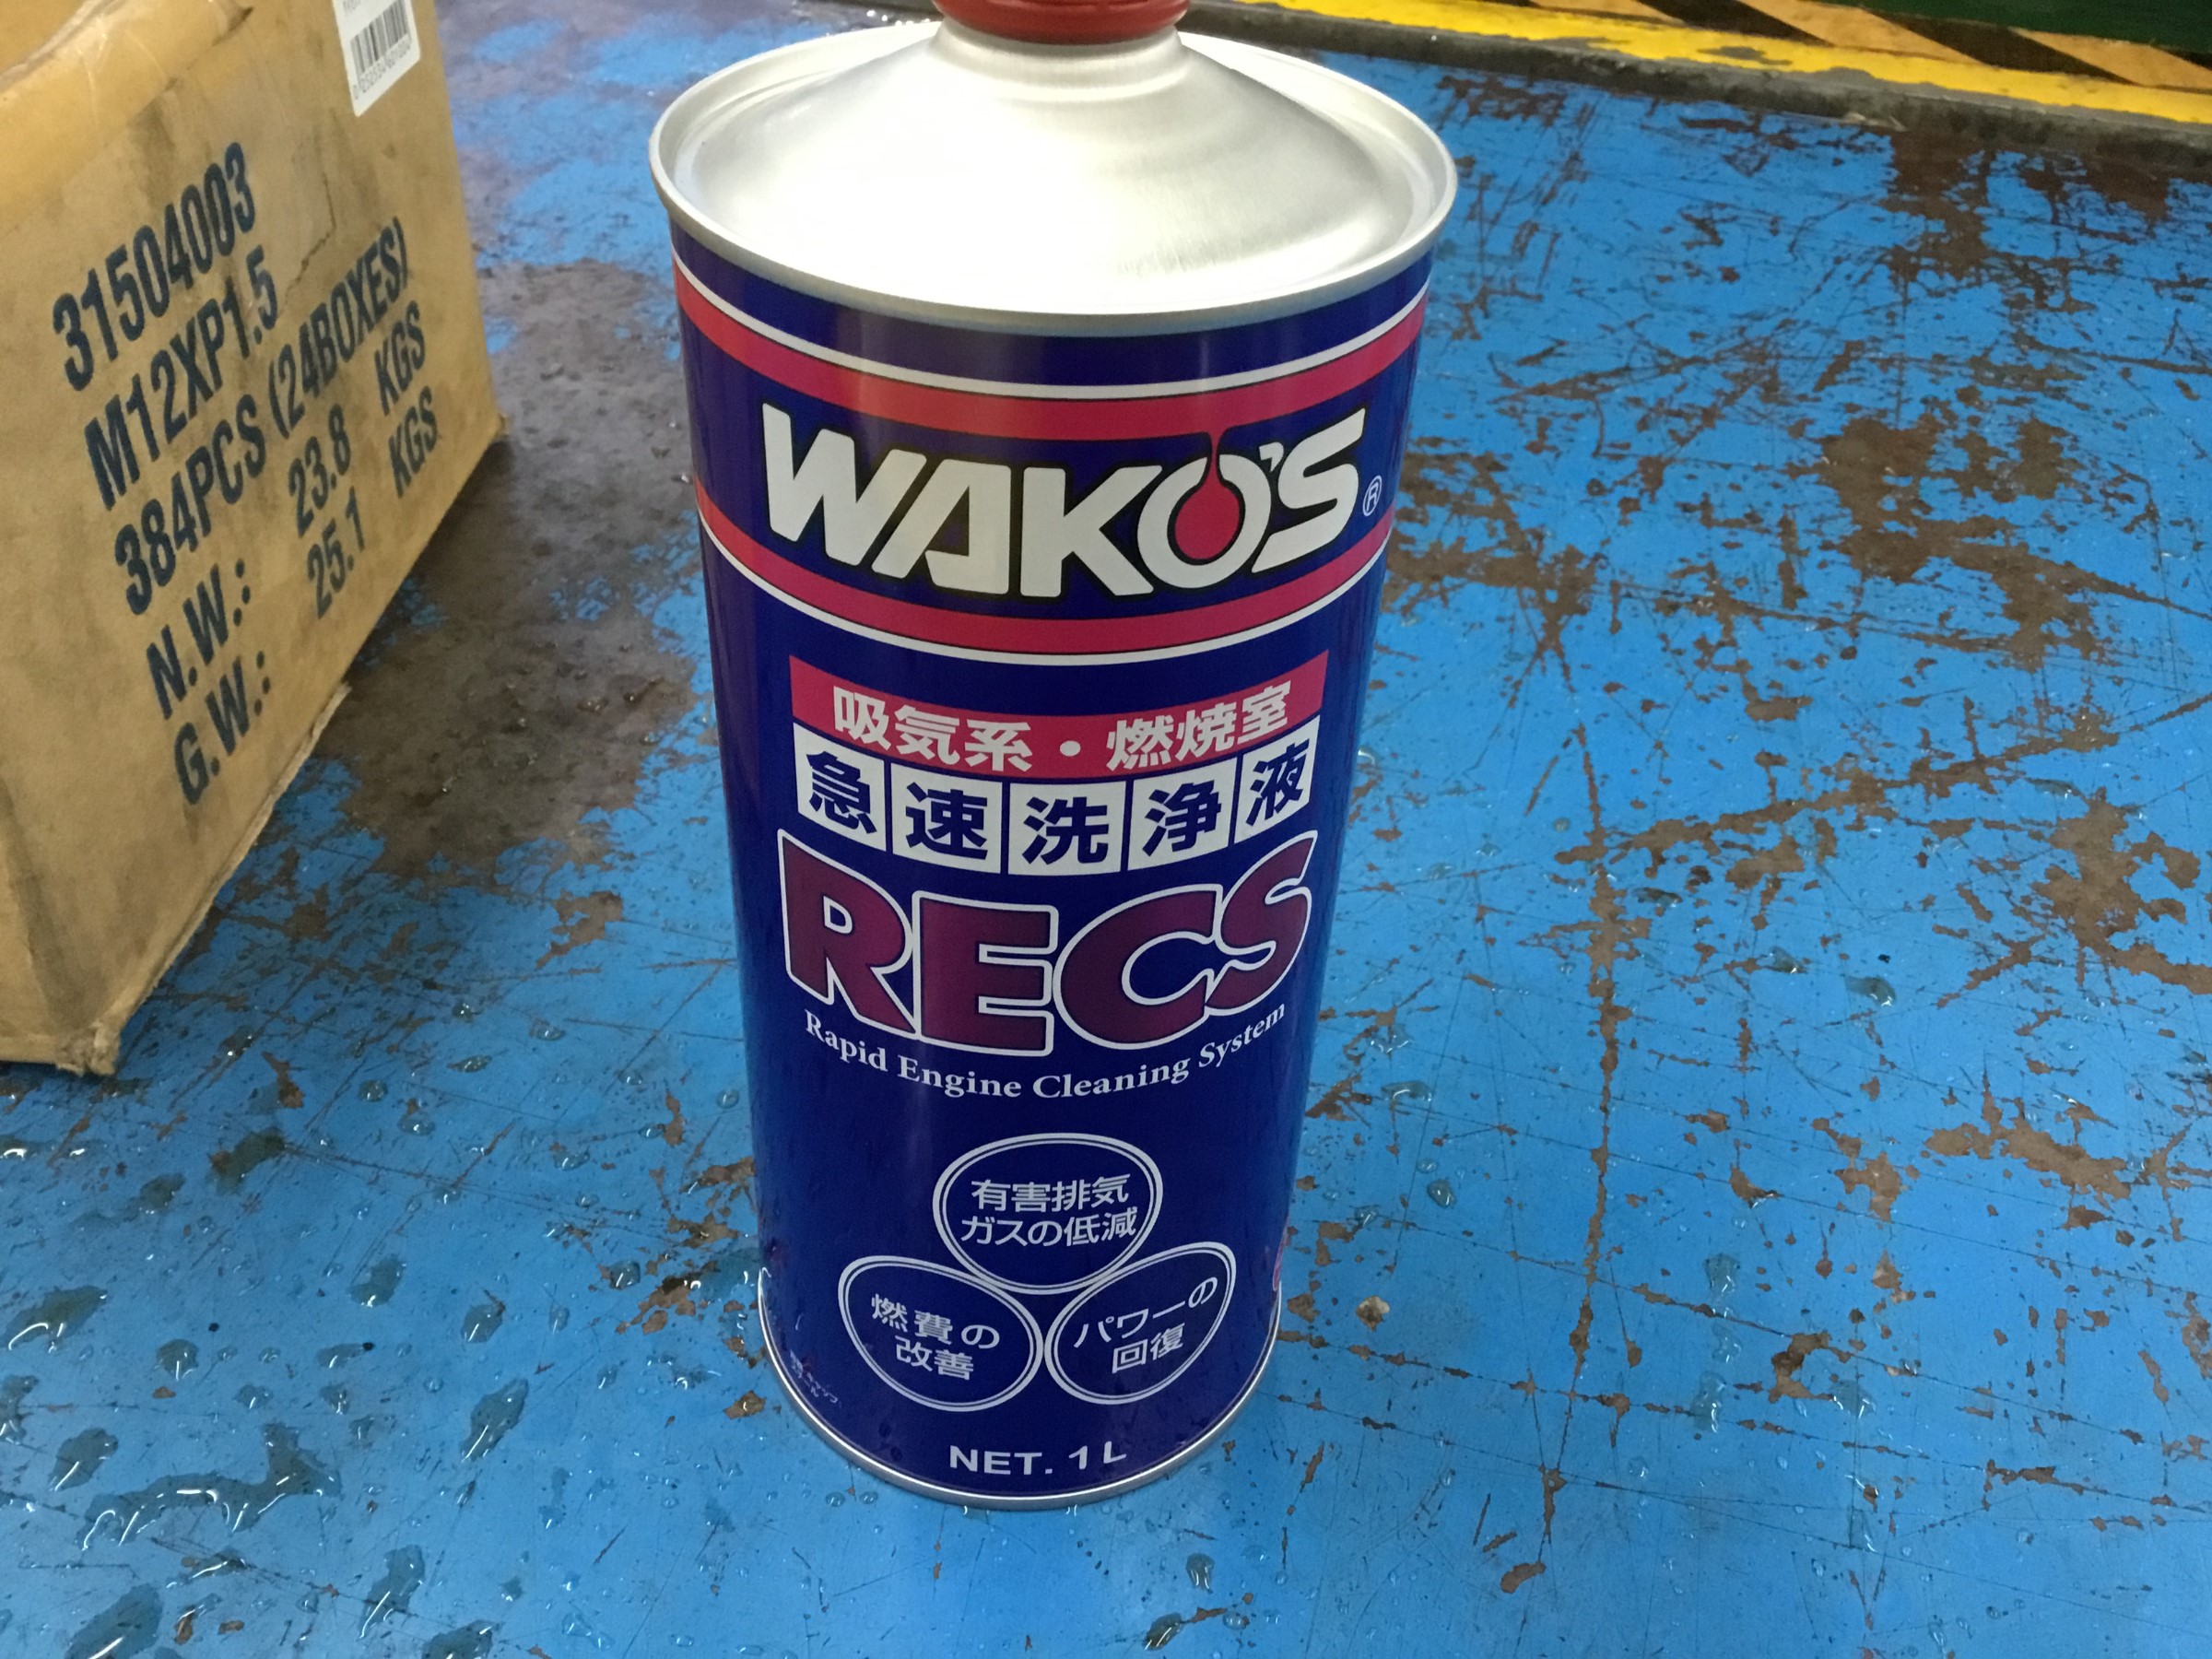 31504003
M12XP1.5
384PCS (24BOXES)
N.W.: 23.8 KGS
G.W.: 25.1 KGS
WAKO'S®
吸気系・燃焼室
急速洗浄液
RECS
Rapid Engine Cleaning System
有害排気
ガスの低減
燃費の
改善
パワーの
回復
NET. 1 L